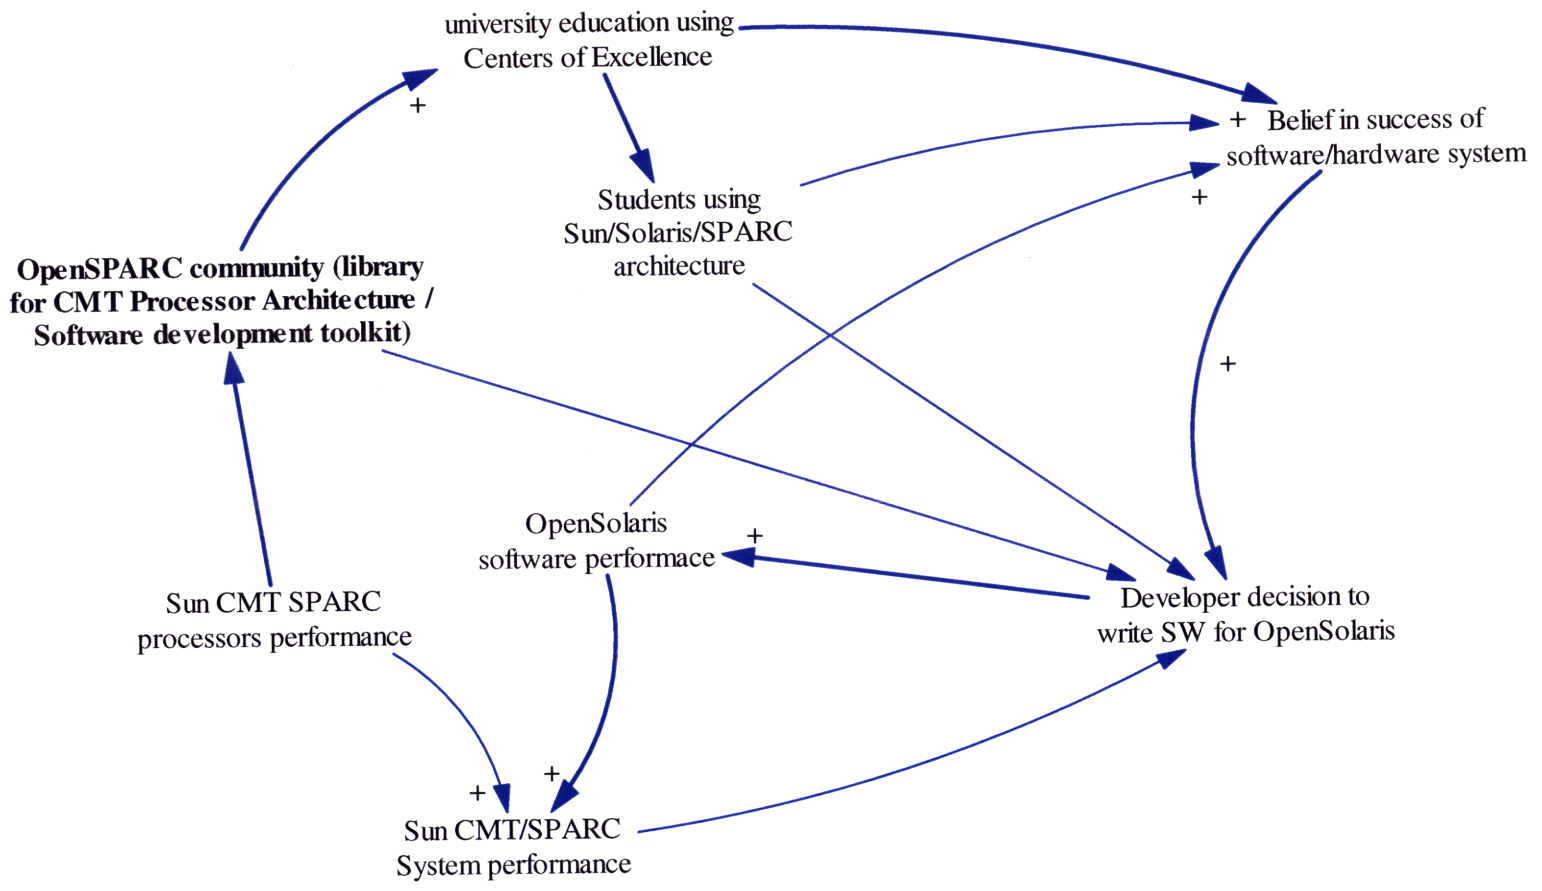 university education using
Centers of Excellence
+
+ Belief in success of
software/hardware system
+
Students using
Sun/Solaris/SPARC
architecture
OpenSPARC community (library
for CMT Processor Architecture /
Software development toolkit)
+
OpenSolaris
software performace
+
Sun CMT SPARC
processors performance
Developer decision to
write SW for OpenSolaris
+
+
Sun CMT/SPARC
System performance